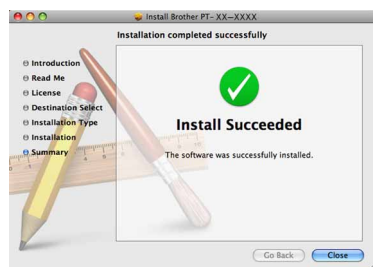 Install Brother PT- XX—XXXX
Installation completed successfully
Introduction
Read Me
License
Destination Select
Installation Type
Installation
Summary
Install Succeeded
The software was successfully installed.
Go Back
Close